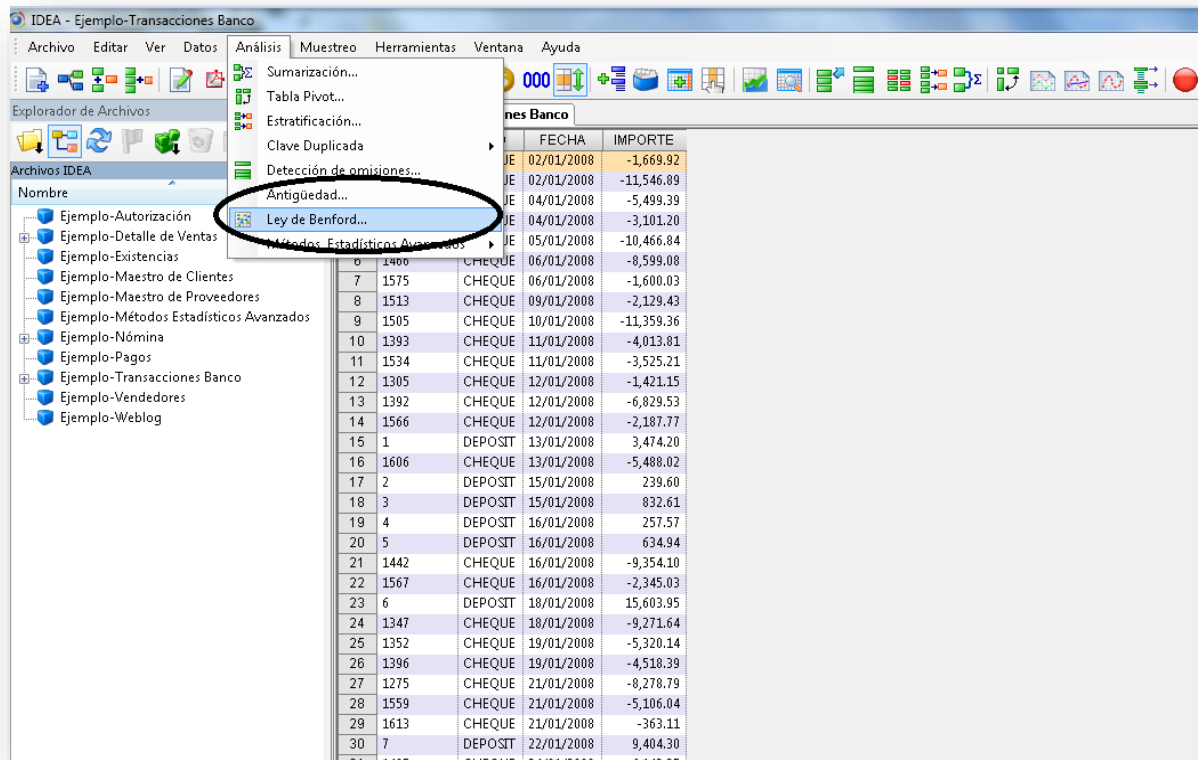 IDEA - Ejemplo-Transacciones Banco
Archivo Editar Ver Datos Análisis Muestreo Herramientas Ventana Ayuda
Sumarización...
Tabla Pivot...
Estratificación...
Clave Duplicada
Detección de omisiones...
Antigüedad...
Ley de Benford...
Métodos Estadísticos Avanzados
000
Explorador de Archivos
Archivos IDEA
Nombre
Ejemplo-Autorización
Ejemplo-Detalle de Ventas
Ejemplo-Existencias
Ejemplo-Maestro de Clientes
Ejemplo-Maestro de Proveedores
Ejemplo-Métodos Estadísticos Avanzados
Ejemplo-Nómina
Ejemplo-Pagos
Ejemplo-Transacciones Banco
Ejemplo-Vendedores
Ejemplo-Weblog
nes Banco
FECHA IMPORTE
UE 02/01/2008 -1,669.92
UE 02/01/2008 -11,546.89
UE 04/01/2008 -5,499.39
UE 04/01/2008 -3,101.20
UE 05/01/2008 -10,466.84
6 1466 CHEQUE 06/01/2008 -8,599.08
7 1575 CHEQUE 06/01/2008 -1,600.03
8 1513 CHEQUE 09/01/2008 -2,129.43
9 1505 CHEQUE 10/01/2008 -11,359.36
10 1393 CHEQUE 11/01/2008 -4,013.81
11 1534 CHEQUE 11/01/2008 -3,525.21
12 1305 CHEQUE 12/01/2008 -1,421.15
13 1392 CHEQUE 12/01/2008 -6,829.53
14 1566 CHEQUE 12/01/2008 -2,187.77
15 1 DEPOSIT 13/01/2008 3,474.20
16 1606 CHEQUE 13/01/2008 -5,488.02
17 2 DEPOSIT 15/01/2008 239.60
18 3 DEPOSIT 15/01/2008 832.61
19 4 DEPOSIT 16/01/2008 257.57
20 5 DEPOSIT 16/01/2008 634.94
21 1442 CHEQUE 16/01/2008 -9,354.10
22 1567 CHEQUE 16/01/2008 -2,345.03
23 6 DEPOSIT 18/01/2008 15,603.95
24 1347 CHEQUE 18/01/2008 -9,271.64
25 1352 CHEQUE 19/01/2008 -5,320.14
26 1396 CHEQUE 19/01/2008 -4,518.39
27 1275 CHEQUE 21/01/2008 -8,278.79
28 1559 CHEQUE 21/01/2008 -5,106.04
29 1613 CHEQUE 21/01/2008 -363.11
30 7 DEPOSIT 22/01/2008 9,404.30